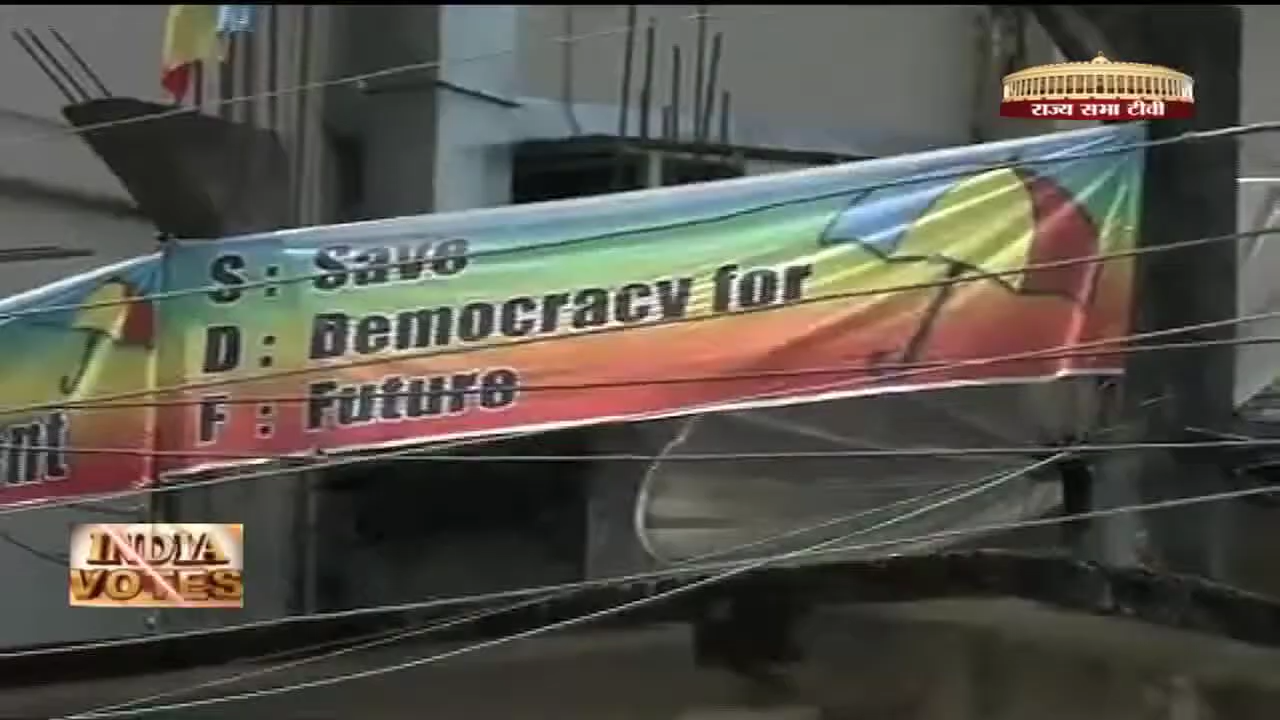 राज्य सभा टीवी
S : Save
D : Democracy for
F : Future
INDIA
VOTES